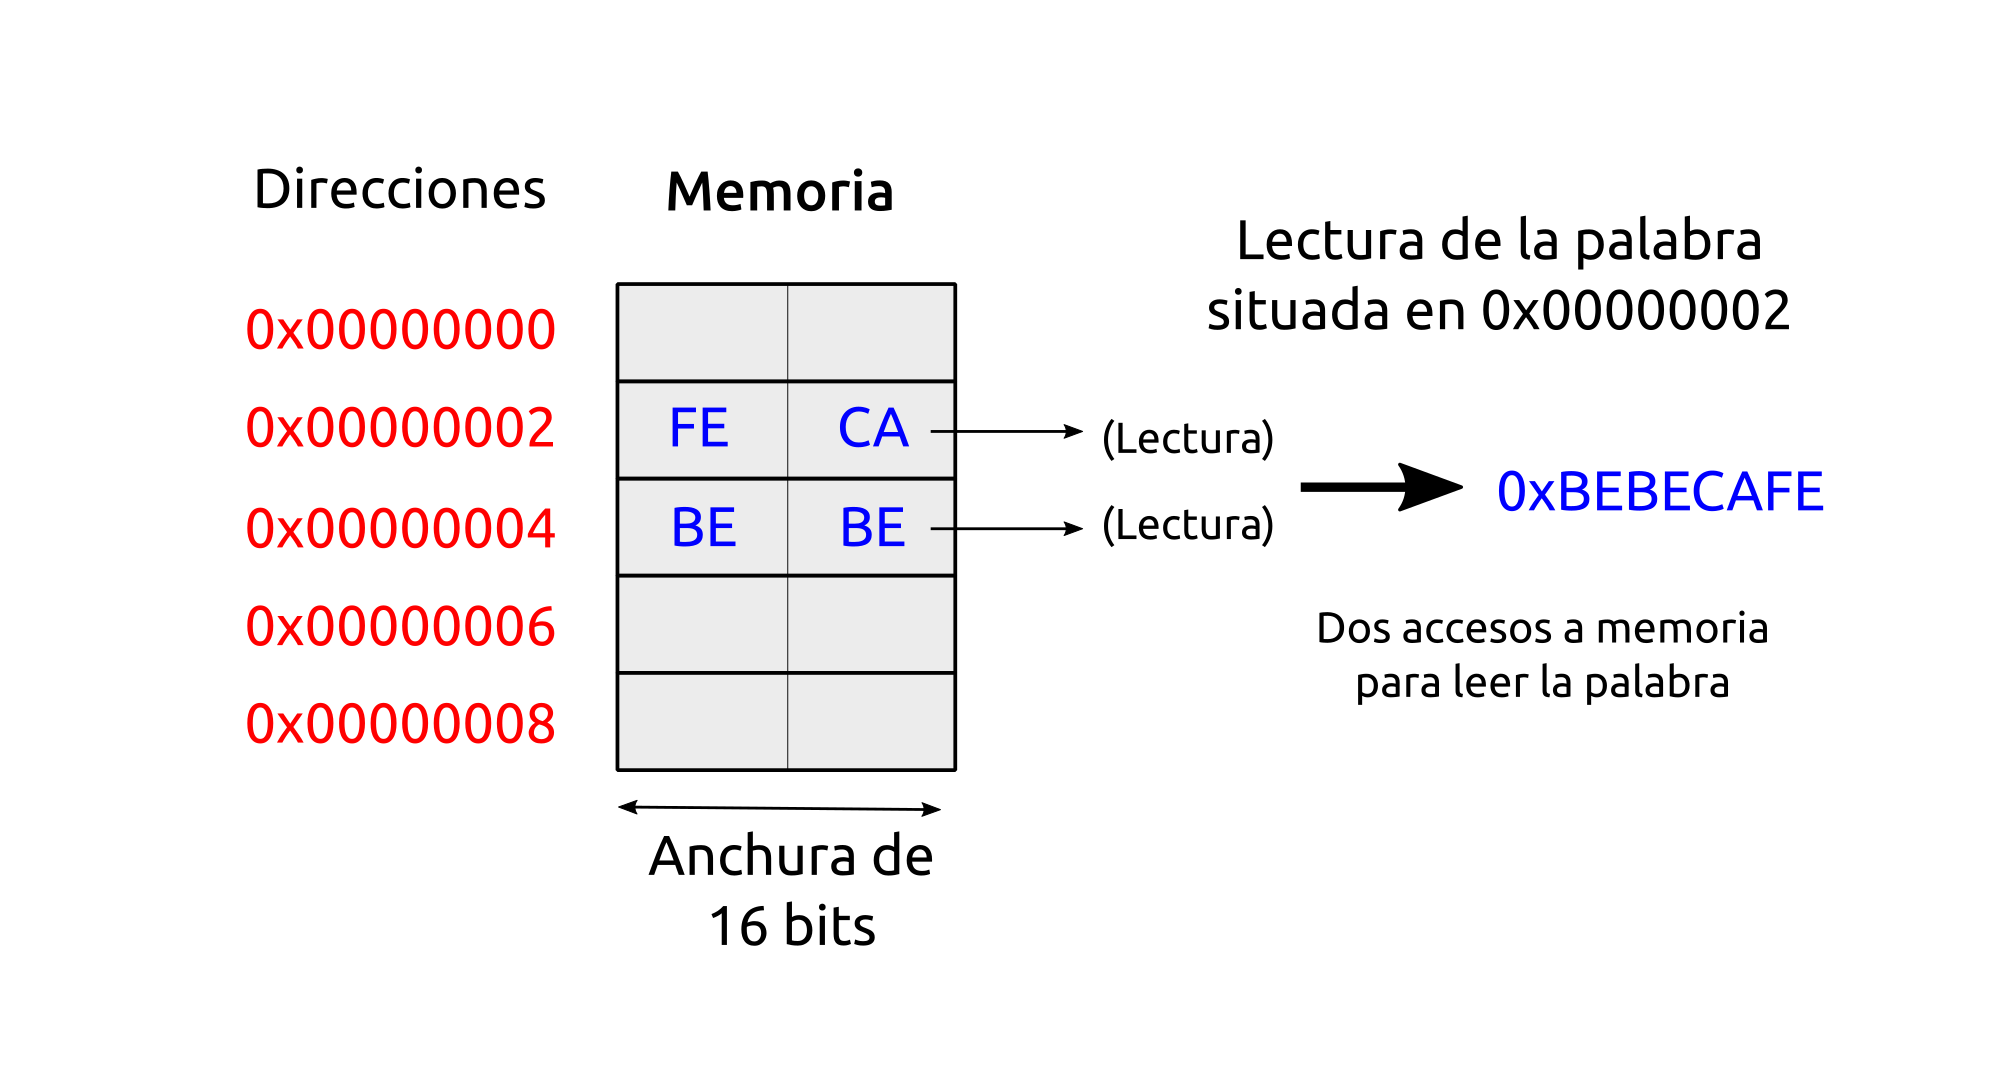 Direcciones
Memoria
Lectura de la palabra
situada en 0x00000002
0x00000000
0x00000002
FE
CA
(Lectura)
0x00000004
BE
BE
(Lectura)
0xBEBECAFE
0x00000006
0x00000008
Dos accesos a memoria
para leer la palabra
Anchura de
16 bits